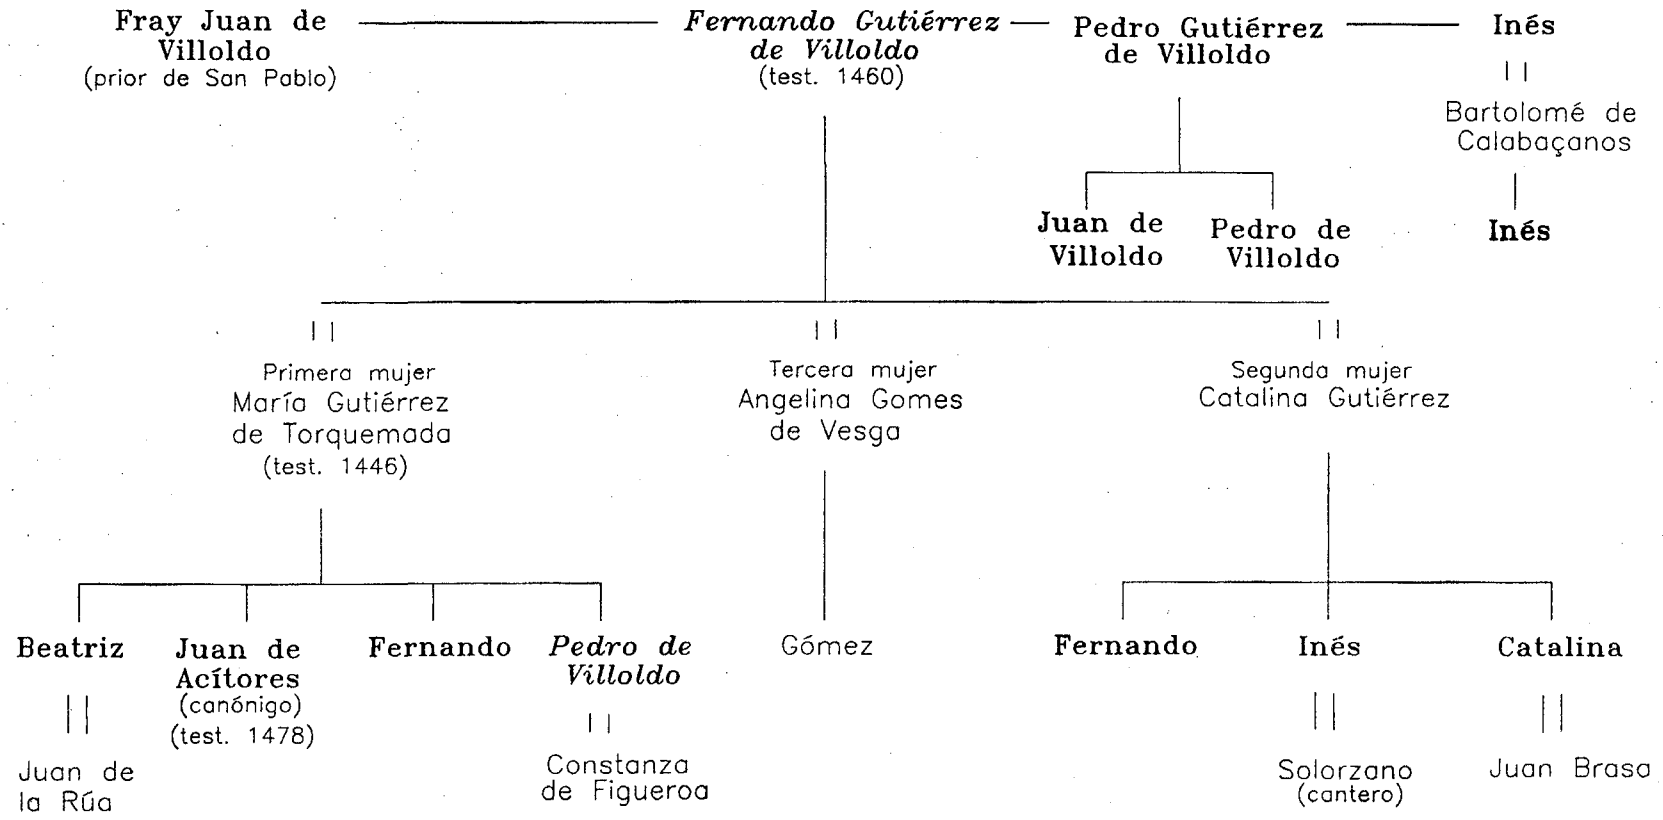 Fray Juan de
Villoldo
(prior de San Pablo)
Fernando Gutiérrez
de Villoldo
(test. 1460)
Pedro Gutiérrez
de Villoldo
Inés
Bartolomé de
Calabaçanos
Juan de
Villoldo
Pedro de
Villoldo
Inés
Primera mujer
María Gutiérrez
de Torquemada
(test. 1446)
Tercera mujer
Angelina Gomes
de Vesga
Segunda mujer
Catalina Gutiérrez
Beatriz
Juan de
la Rúa
Juan de
Acítores
(canónigo)
(test. 1478)
Fernando
Pedro de
Villoldo
Constanza
de Figueroa
Gómez
Fernando
Inés
Solorzano
(cantero)
Catalina
Juan Brasa